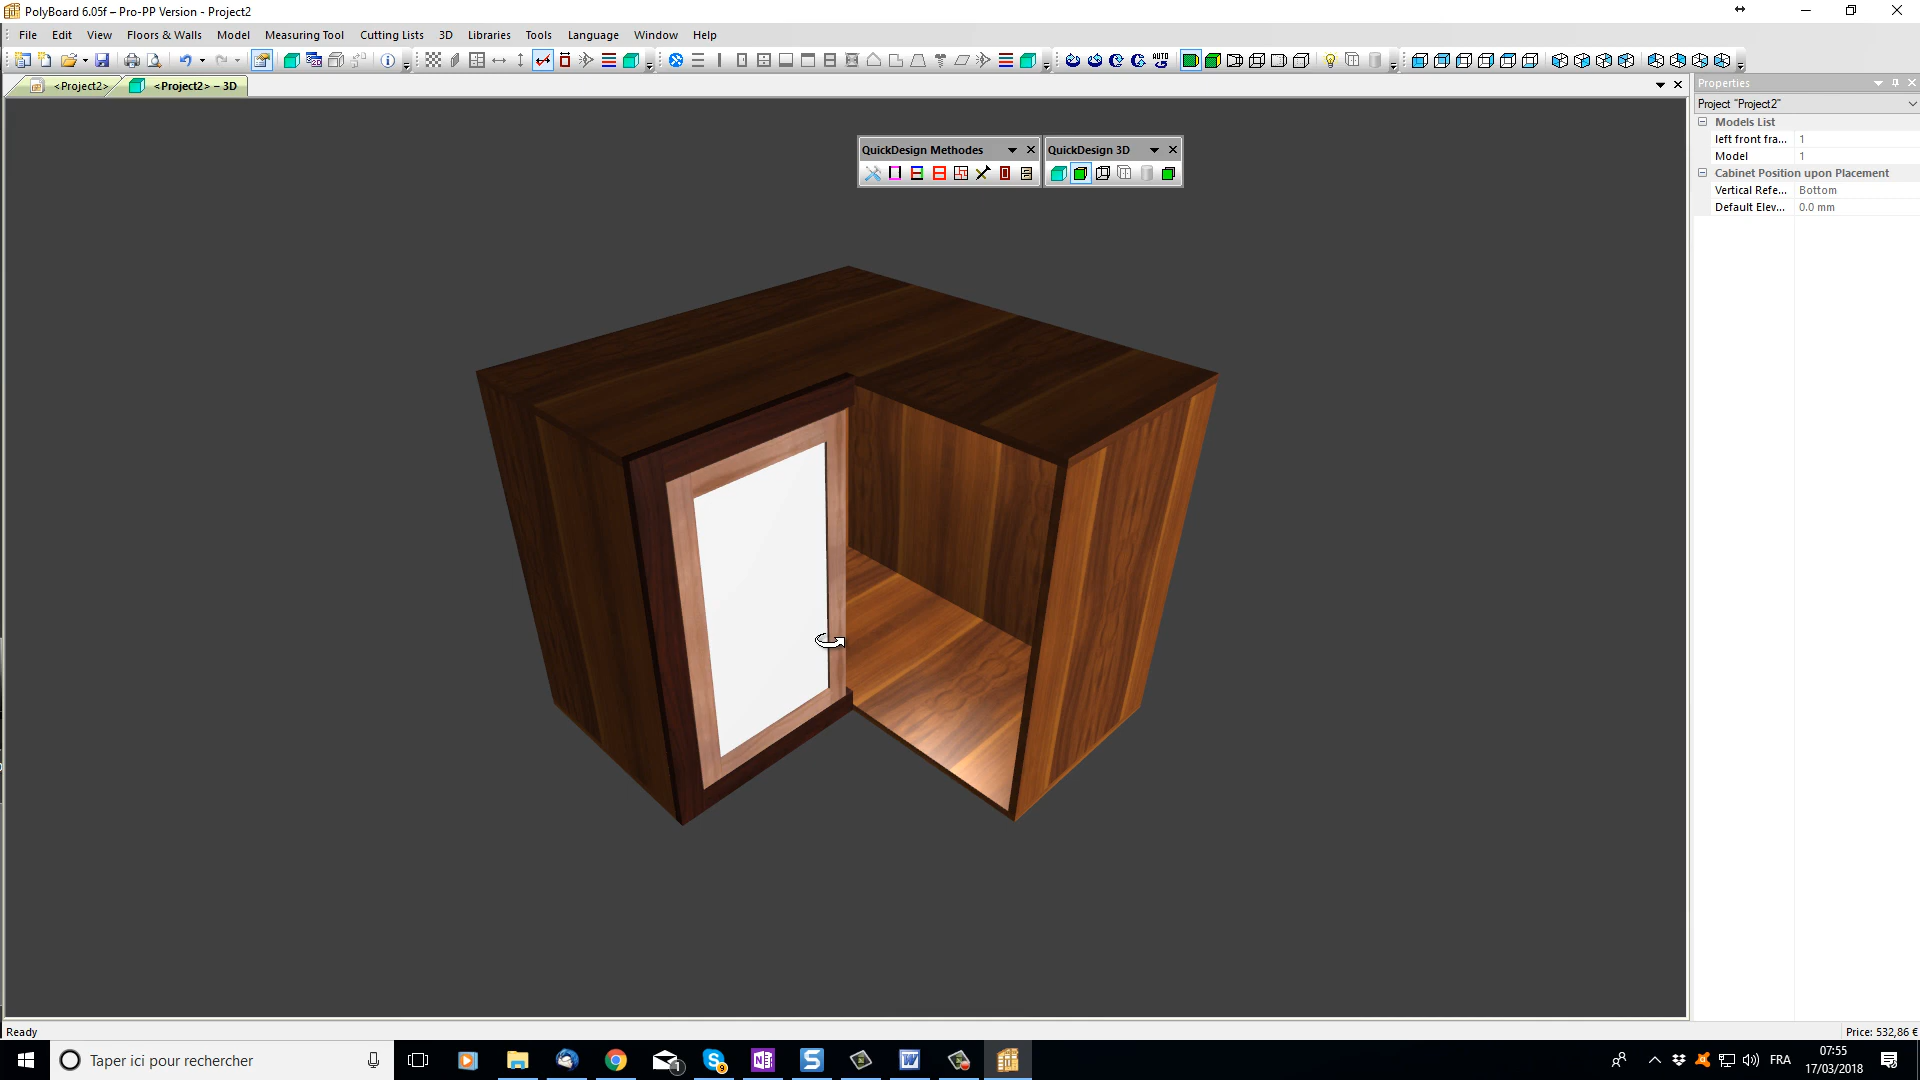 PolyBoard 6.05f – Pro-PP Version - Project2
File Edit View Floors & Walls Model Measuring Tool Cutting Lists 3D Libraries Tools Language Window Help
AUTO
<Project2> <Project2> – 3D
Properties
Project "Project2"
Models List
left front fra... 1
Model 1
Cabinet Position upon Placement
Vertical Refe... Bottom
Default Elev... 0.0 mm
QuickDesign Methodes QuickDesign 3D
Ready
Price: 532,86 €
Taper ici pour rechercher
1
9
FRA
07:55
17/03/2018